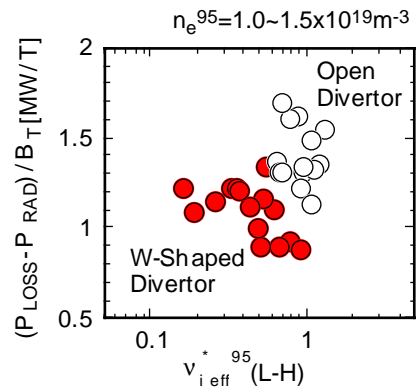 n_e^95=1.0~1.5x10^19m^-3
2
1.5
1
0.5
(P_LOSS-P_RAD)/B_T[MW/T]
Open
Divertor
W-Shaped
Divertor
0.1
1
ν*_i eff^95(L-H)